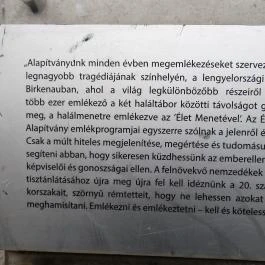 „Alapítványunk minden évben megemlékezéseket szervez
legnagyobb tragédiájának színhelyén, a lengyelországi
Birkenauban, ahol a világ legkülönbözőbb részeiről
több ezer emlékező a két haláltábor közötti távolságot g
meg, a halálmenetre emlékezve az 'Élet Menetével'. Az É
Alapítvány emlékprogramjai egyszerre szólnak a jelenről é
Csak a múlt hiteles megjelenítése, megértése és tudomásu
segíteni abban, hogy sikeresen küzdhessünk az emberellen
képviselői és gonoszságai ellen. A felnövekvő nemzedékek
tisztánlátásához újra meg újra fel kell idéznünk a 20. sz
korszakait, szörnyű rémtetteit, hogy ne lehessen azokat
meghamisítani. Emlékezni és emlékeztetni – kell és köteless